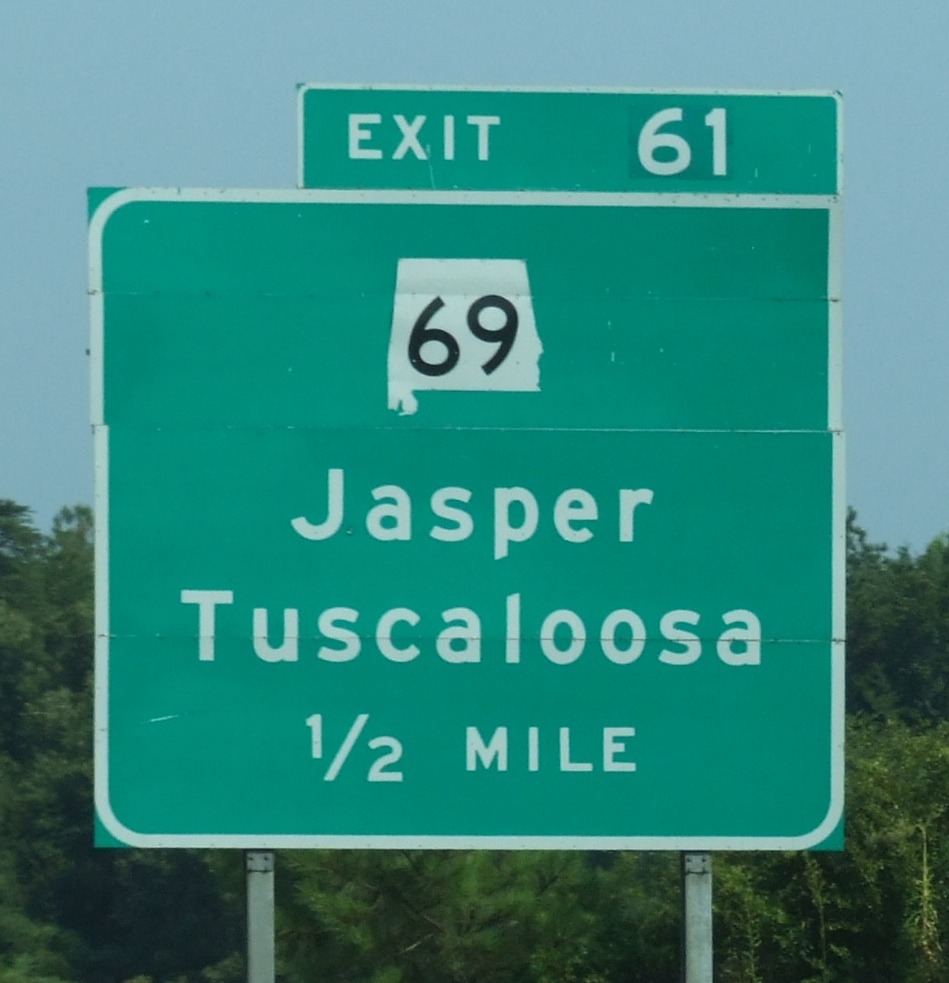 EXIT 61
69
Jasper
Tuscaloosa
1/2 MILE